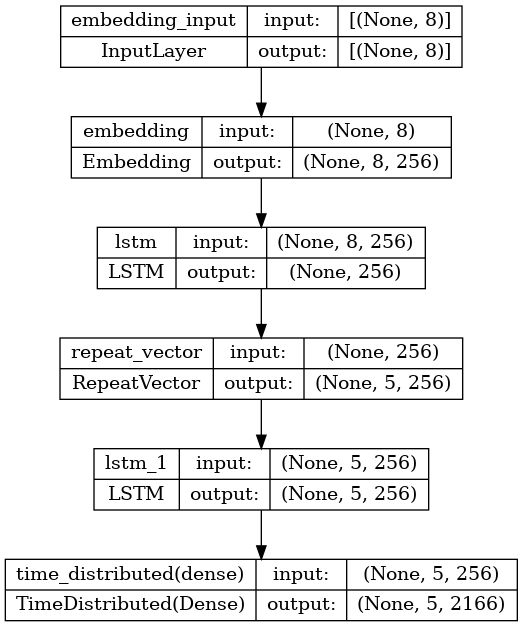 embedding_input input: [(None, 8)]
InputLayer output: [(None, 8)]
embedding input: (None, 8)
Embedding output: (None, 8, 256)
lstm input: (None, 8, 256)
LSTM output: (None, 256)
repeat_vector input: (None, 256)
RepeatVector output: (None, 5, 256)
lstm_1 input: (None, 5, 256)
LSTM output: (None, 5, 256)
time_distributed(dense) input: (None, 5, 256)
TimeDistributed(Dense) output: (None, 5, 2166)